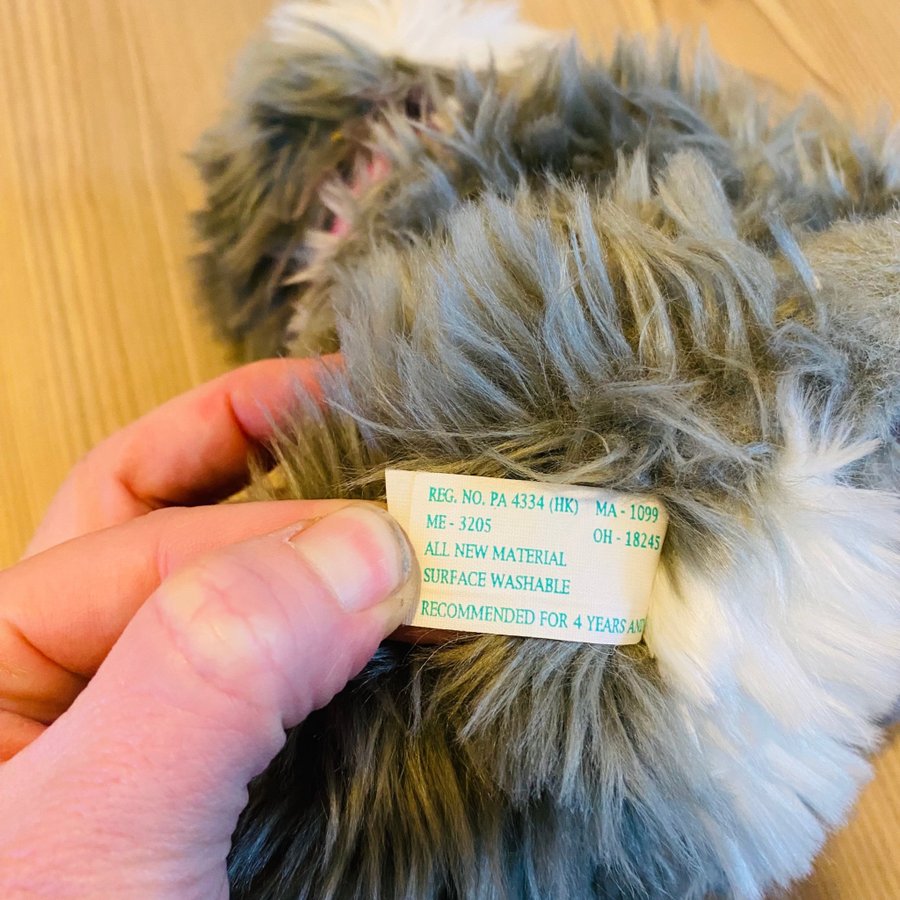 REG. NO. PA 4334 (HK) MA - 1099
ME - 3205 OH - 18245
ALL NEW MATERIAL
SURFACE WASHABLE
RECOMMENDED FOR 4 YEARS AND